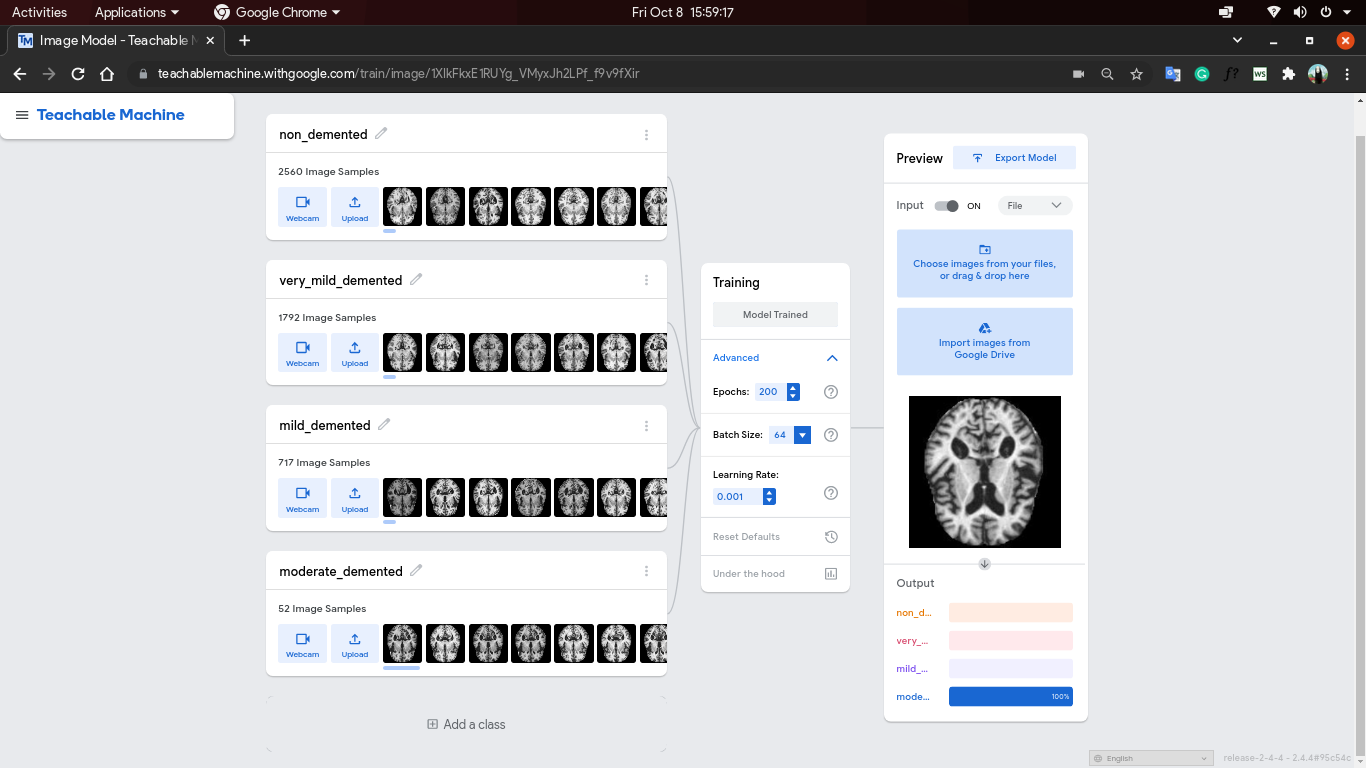 Activities Applications Google Chrome Fri Oct 8 15:59:17
Image Model - Teachable
teachablemachine.withgoogle.com/train/image/1XlkFkxE1RUYg_VMyxJh2LPf_f9v9fXir
Teachable Machine
non_demented
2560 Image Samples
Webcam Upload
very_mild_demented
1792 Image Samples
Webcam Upload
mild_demented
717 Image Samples
Webcam Upload
moderate_demented
52 Image Samples
Webcam Upload
Add a class
Training
Model Trained
Advanced
Epochs: 200
Batch Size: 64
Learning Rate:
0.001
Reset Defaults
Under the hood
Preview Export Model
Input ON File
Choose images from your files,
or drag & drop here
Import images from
Google Drive
Output
non_d...
very_...
mild_...
mode... 100%
English release-2-4-4 - 2.4.4#95c54c